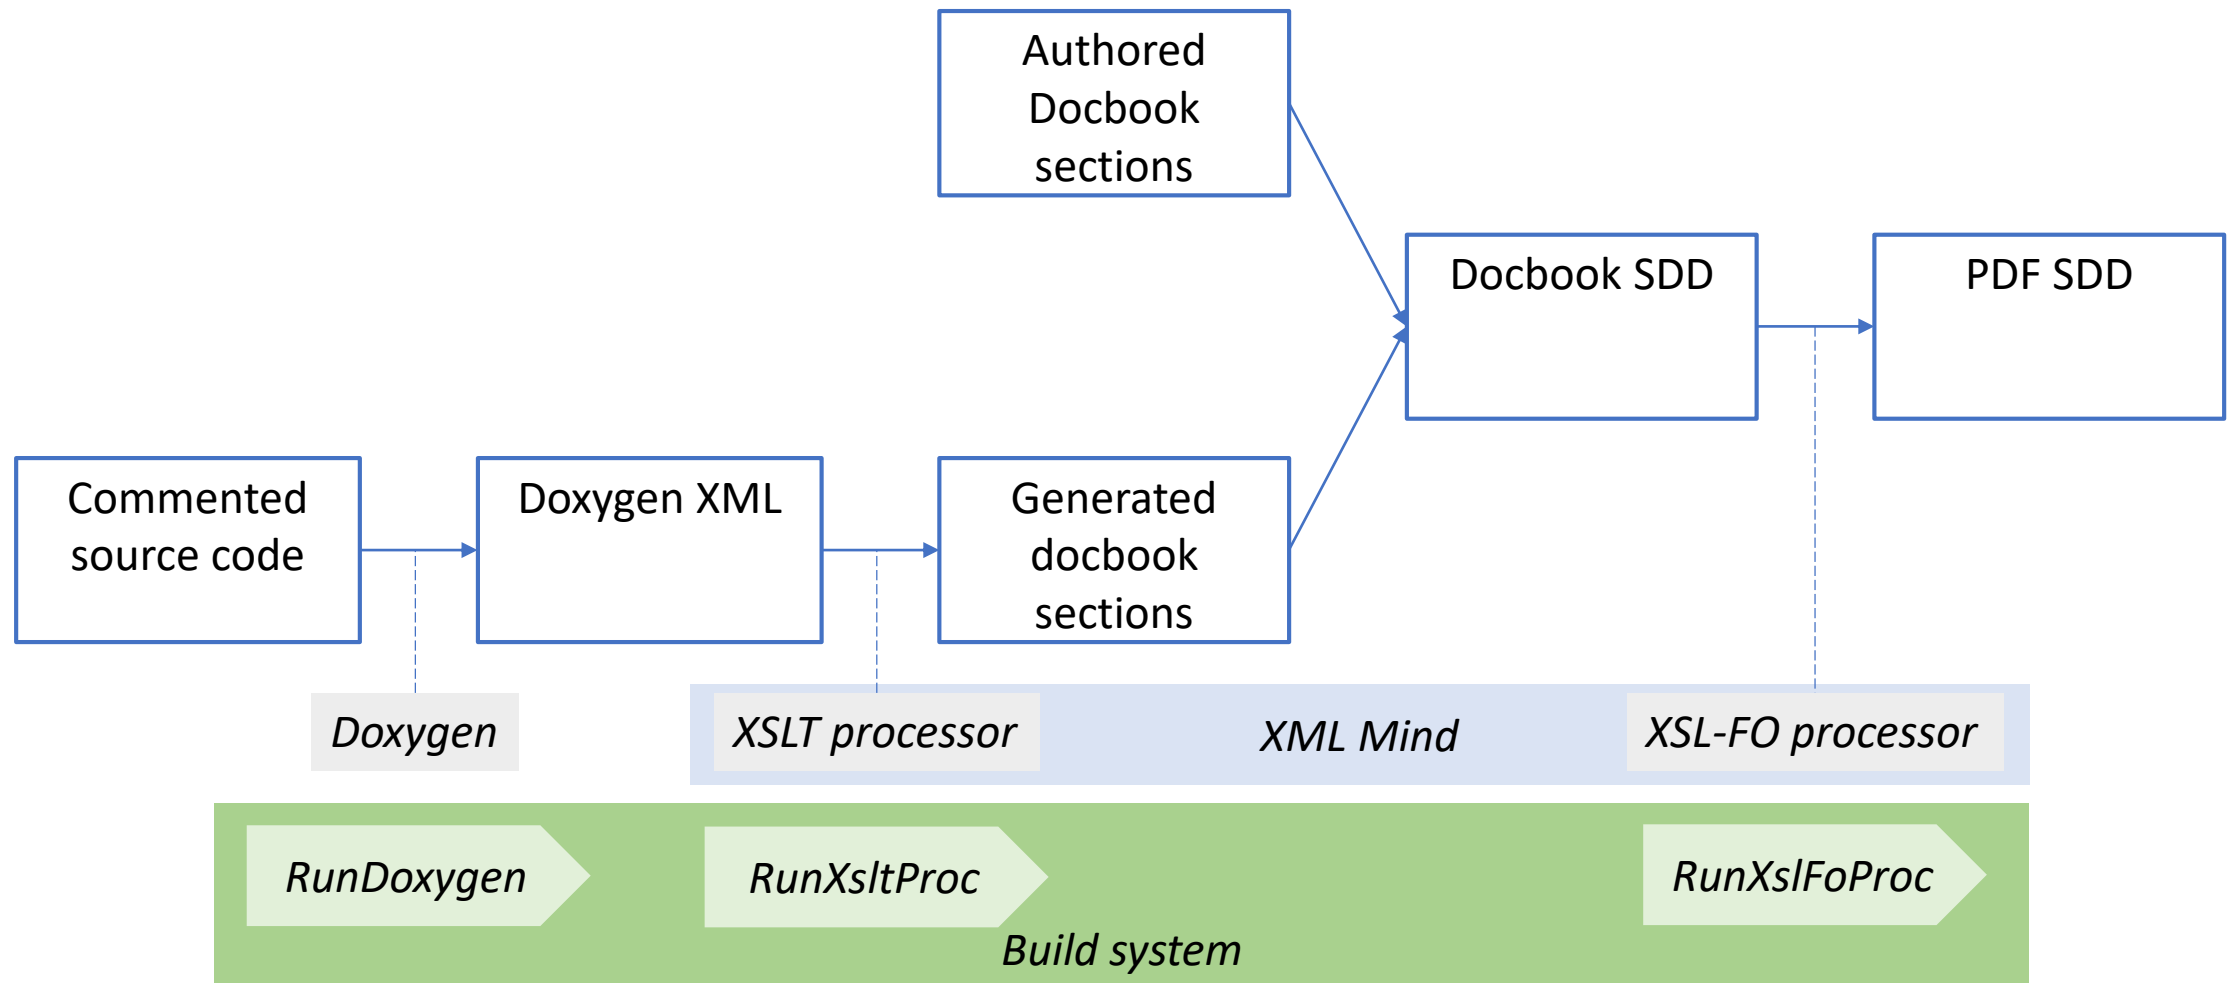 Authored
Docbook
sections
Docbook SDD
PDF SDD
Commented
source code
Doxygen XML
Generated
docbook
sections
Doxygen
XSLT processor
XML Mind
XSL-FO processor
RunDoxygen
RunXsltProc
RunXslFoProc
Build system